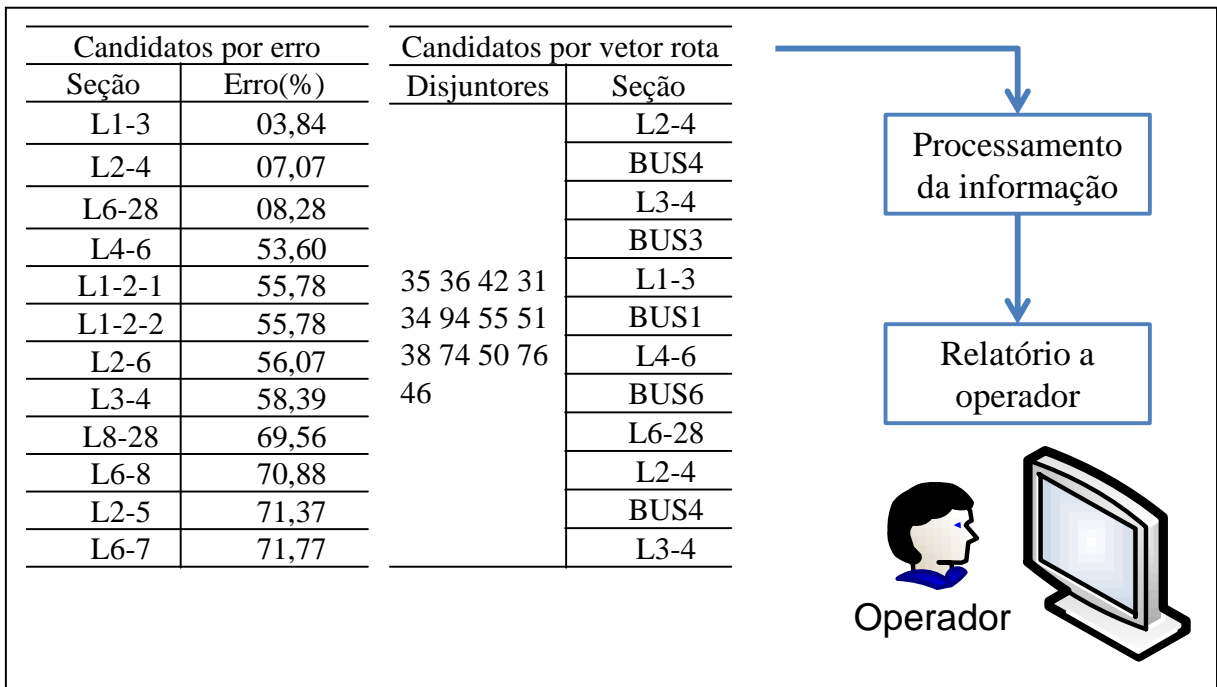 Candidatos por erro
Seção Erro(%)
L1-3 03,84
L2-4 07,07
L6-28 08,28
L4-6 53,60
L1-2-1 55,78
L1-2-2 55,78
L2-6 56,07
L3-4 58,39
L8-28 69,56
L6-8 70,88
L2-5 71,37
L6-7 71,77
Candidatos por vetor rota
Disjuntores Seção
35 36 42 31
34 94 55 51
38 74 50 76
46
L2-4
BUS4
L3-4
BUS3
L1-3
BUS1
L4-6
BUS6
L6-28
L2-4
BUS4
L3-4
Processamento
da informação
Relatório a
operador
Operador